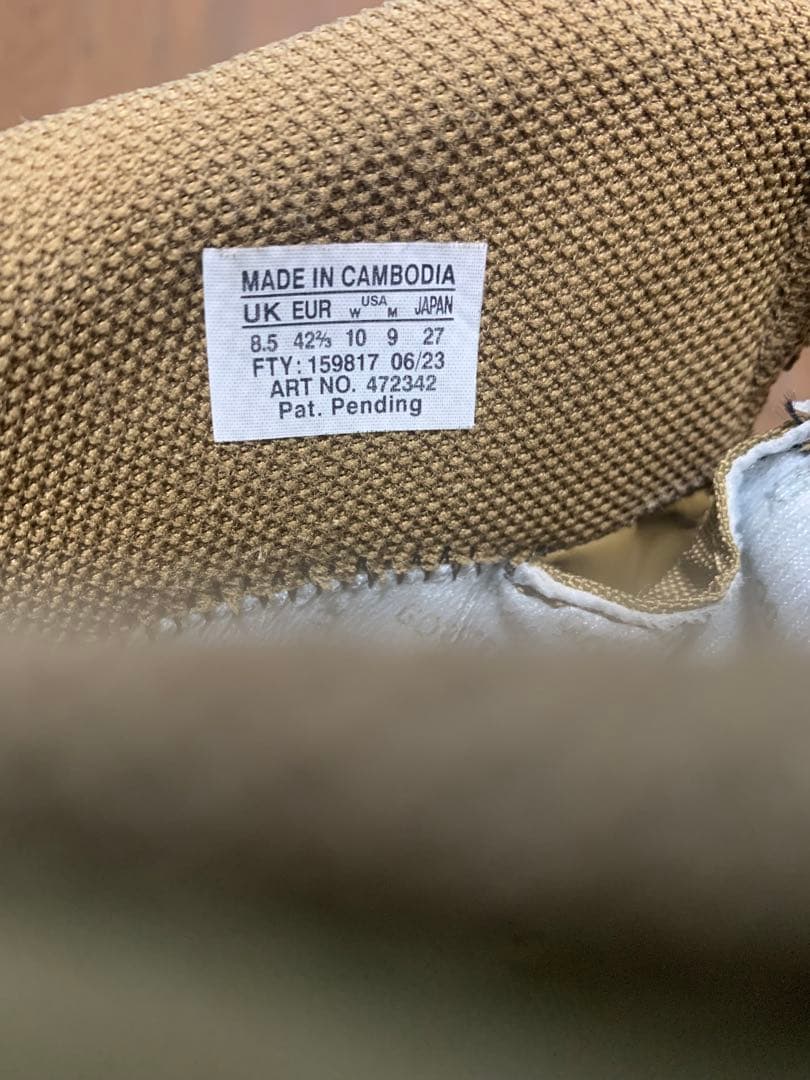 MADE IN CAMBODIA
UK EUR W USA M JAPAN
8.5 42⅔ 10 9 27
FTY: 159817 06/23
ART NO. 472342
Pat. Pending